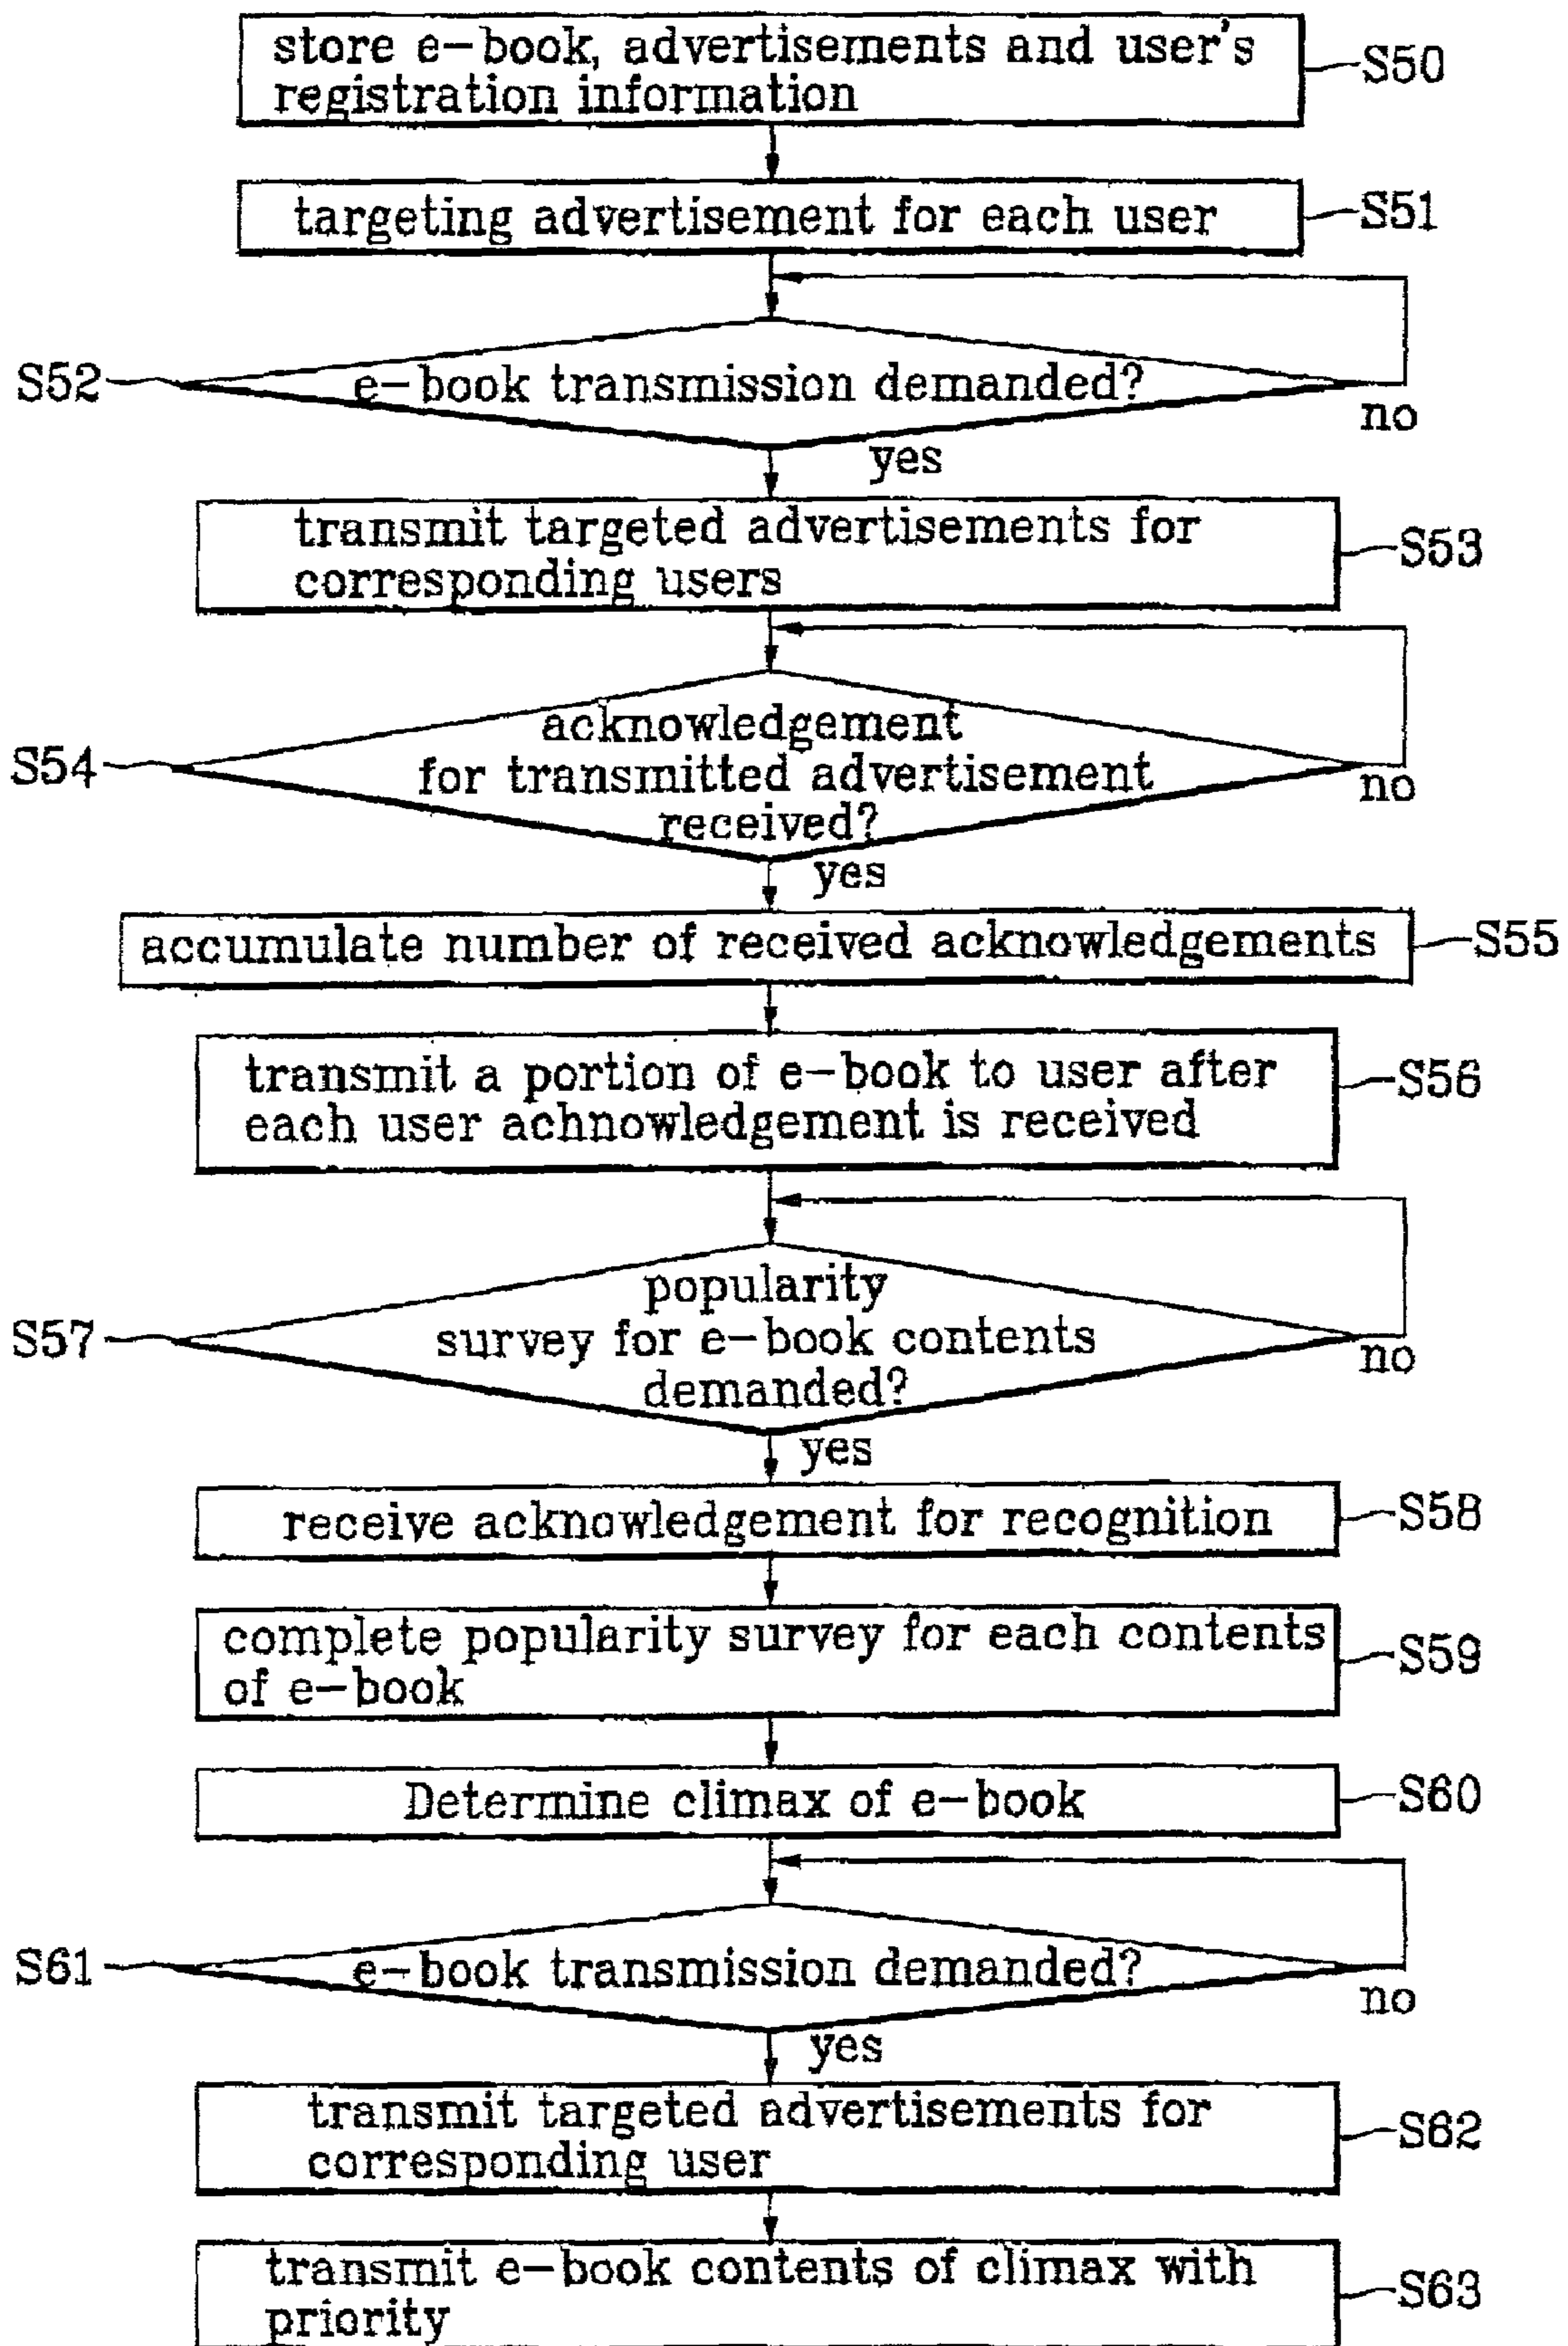 store e-book, advertisements and user's
registration information
S50
targeting advertisement for each user
S51
S52
e-book transmission demanded?
no
yes
transmit targeted advertisements for
corresponding users
S53
S54
acknowledgement
for transmitted advertisement
received?
no
yes
accumulate number of received acknowledgements
S55
transmit a portion of e-book to user after
each user achnowledgement is received
S56
S57
popularity
survey for e-book contents
demanded?
no
yes
receive acknowledgement for recognition
S58
complete popularity survey for each contents
of e-book
S59
Determine climax of e-book
S60
S61
e-book transmission demanded?
no
yes
transmit targeted advertisements for
corresponding user
S62
transmit e-book contents of climax with
priority
S63